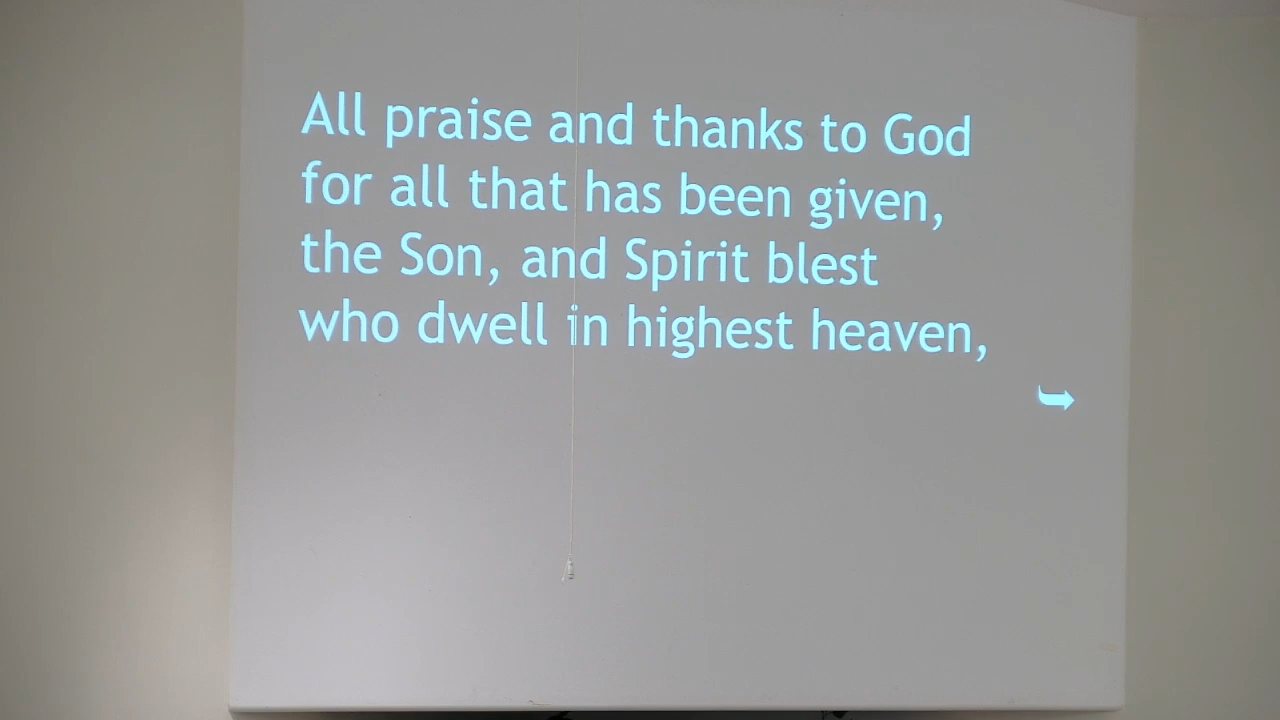 All praise and thanks to God
for all that has been given,
the Son, and Spirit blest
who dwell in highest heaven,